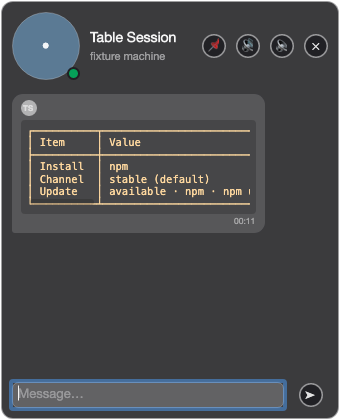 Table Session
fixture machine
TS
Item Value
Install npm
Channel stable (default)
Update available · npm · npm
00:11
Message…